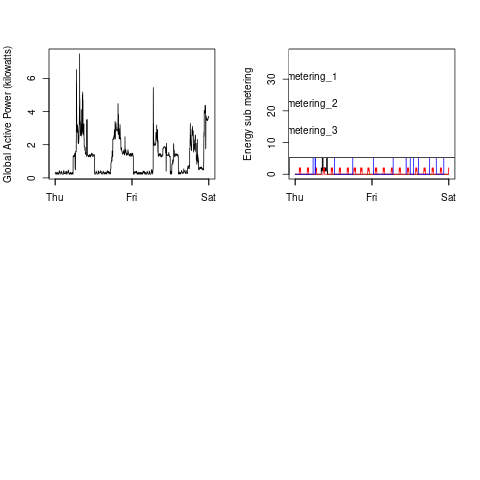 Global Active Power (kilowatts)
0 2 4 6
Thu Fri Sat
Energy sub metering
0 10 20 30
metering_1
metering_2
metering_3
Thu Fri Sat